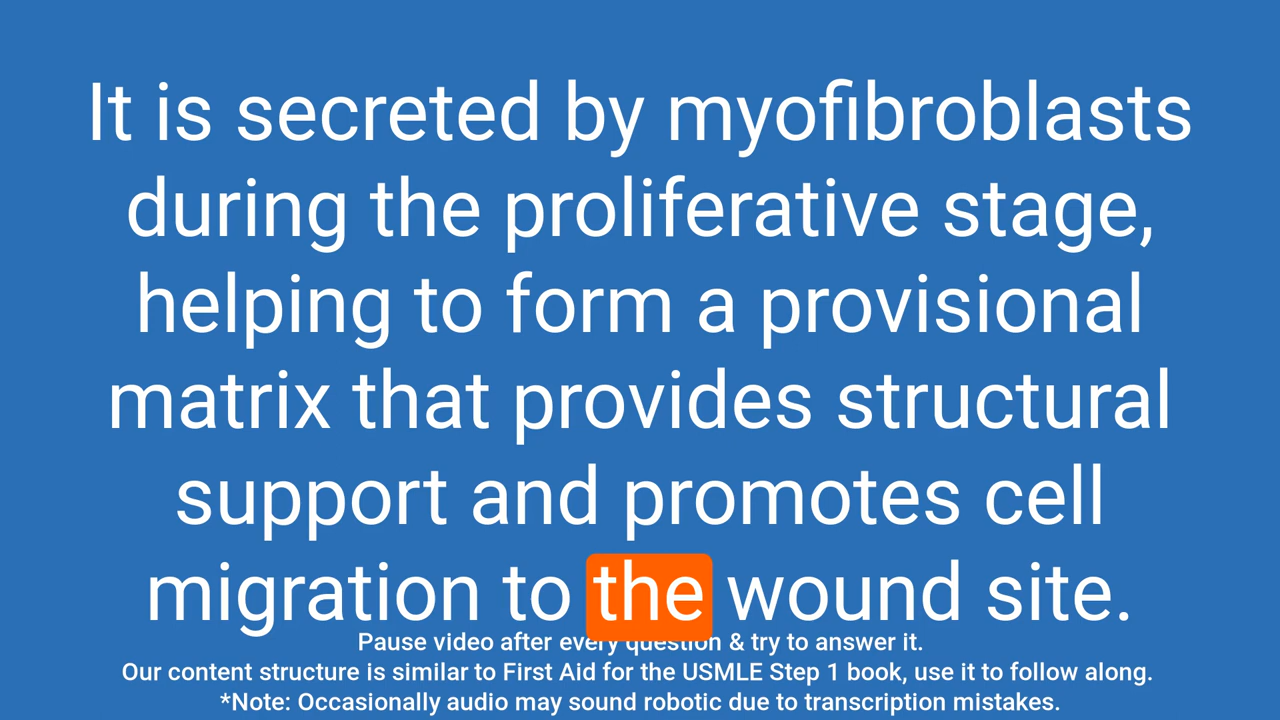 It is secreted by myofibroblasts
during the proliferative stage,
helping to form a provisional
matrix that provides structural
support and promotes cell
migration to the wound site.
Pause video after every question & try to answer it.
Our content structure is similar to First Aid for the USMLE Step 1 book, use it to follow along.
*Note: Occasionally audio may sound robotic due to transcription mistakes.